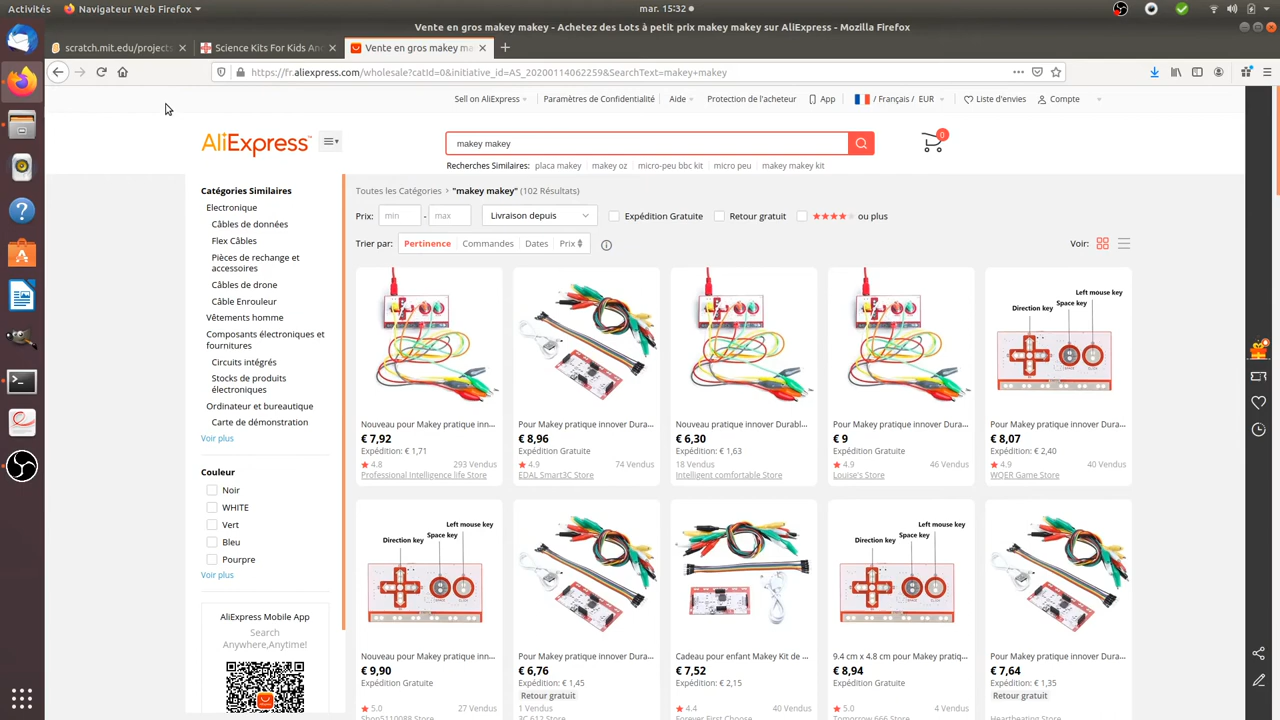 Activités
Navigateur Web Firefox
mar. 15:32
Vente en gros makey makey - Achetez des Lots à petit prix makey makey sur AliExpress - Mozilla Firefox
scratch.mit.edu/projects
Science Kits For Kids An
Vente en gros makey ma
https://fr.aliexpress.com/wholesale?catId=0&initiative_id=AS_20200114062259&SearchText=makey+makey
Sell on AliExpress
Paramètres de Confidentialité
Aide
Protection de l'acheteur
App
/ Français / EUR
Liste d'envies
Compte
AliExpress
makey makey
0
Recherches Similaires: placa makey makey oz micro-peu bbc kit micro peu makey makey kit
Catégories Similaires
Electronique
Câbles de données
Flex Câbles
Pièces de rechange et
accessoires
Câbles de drone
Câble Enrouleur
Vêtements homme
Composants électroniques et
fournitures
Circuits intégrés
Stocks de produits
électroniques
Ordinateur et bureautique
Carte de démonstration
Voir plus
Couleur
Noir
WHITE
Vert
Bleu
Pourpre
Voir plus
AliExpress Mobile App
Search
Anywhere,Anytime!
Toutes les Catégories > "makey makey" (102 Résultats)
Prix: min - max Livraison depuis Expédition Gratuite Retour gratuit ou plus
Trier par: Pertinence Commandes Dates Prix
Voir:
Nouveau pour Makey pratique inn...
€ 7,92
Expédition: € 1,71
4.8 293 Vendus
Professional Intelligence life Store
Pour Makey pratique innover Dura...
€ 8,96
Expédition Gratuite
4.9 74 Vendus
EDAL Smart3C Store
Nouveau pratique innover Durabl...
€ 6,30
Expédition: € 1,63
18 Vendus
Intelligent comfortable Store
Pour Makey pratique innover Dura...
€ 9
Expédition Gratuite
4.9 46 Vendus
Louise's Store
Left mouse key
Space key
Direction key
Pour Makey pratique innover Dura...
€ 8,07
Expédition: € 2,40
4.9 40 Vendus
WQER Game Store
Left mouse key
Space key
Direction key
Nouveau pour Makey pratique inn...
€ 9,90
Expédition Gratuite
5.0 27 Vendus
Shop5110088 Store
Pour Makey pratique innover Dura...
€ 6,76
Expédition: € 1,45
Retour gratuit
1 Vendus
3C 612 Store
Cadeau pour enfant Makey Kit de ...
€ 7,52
Expédition: € 2,15
4.4 40 Vendus
Forever First Choose
Left mouse key
Space key
Direction key
9.4 cm x 4.8 cm pour Makey pratiq...
€ 8,94
Expédition Gratuite
5.0 4 Vendus
Tomorrow 666 Store
Pour Makey pratique innover Dura...
€ 7,64
Expédition: € 1,35
Retour gratuit
Heartbeating Store